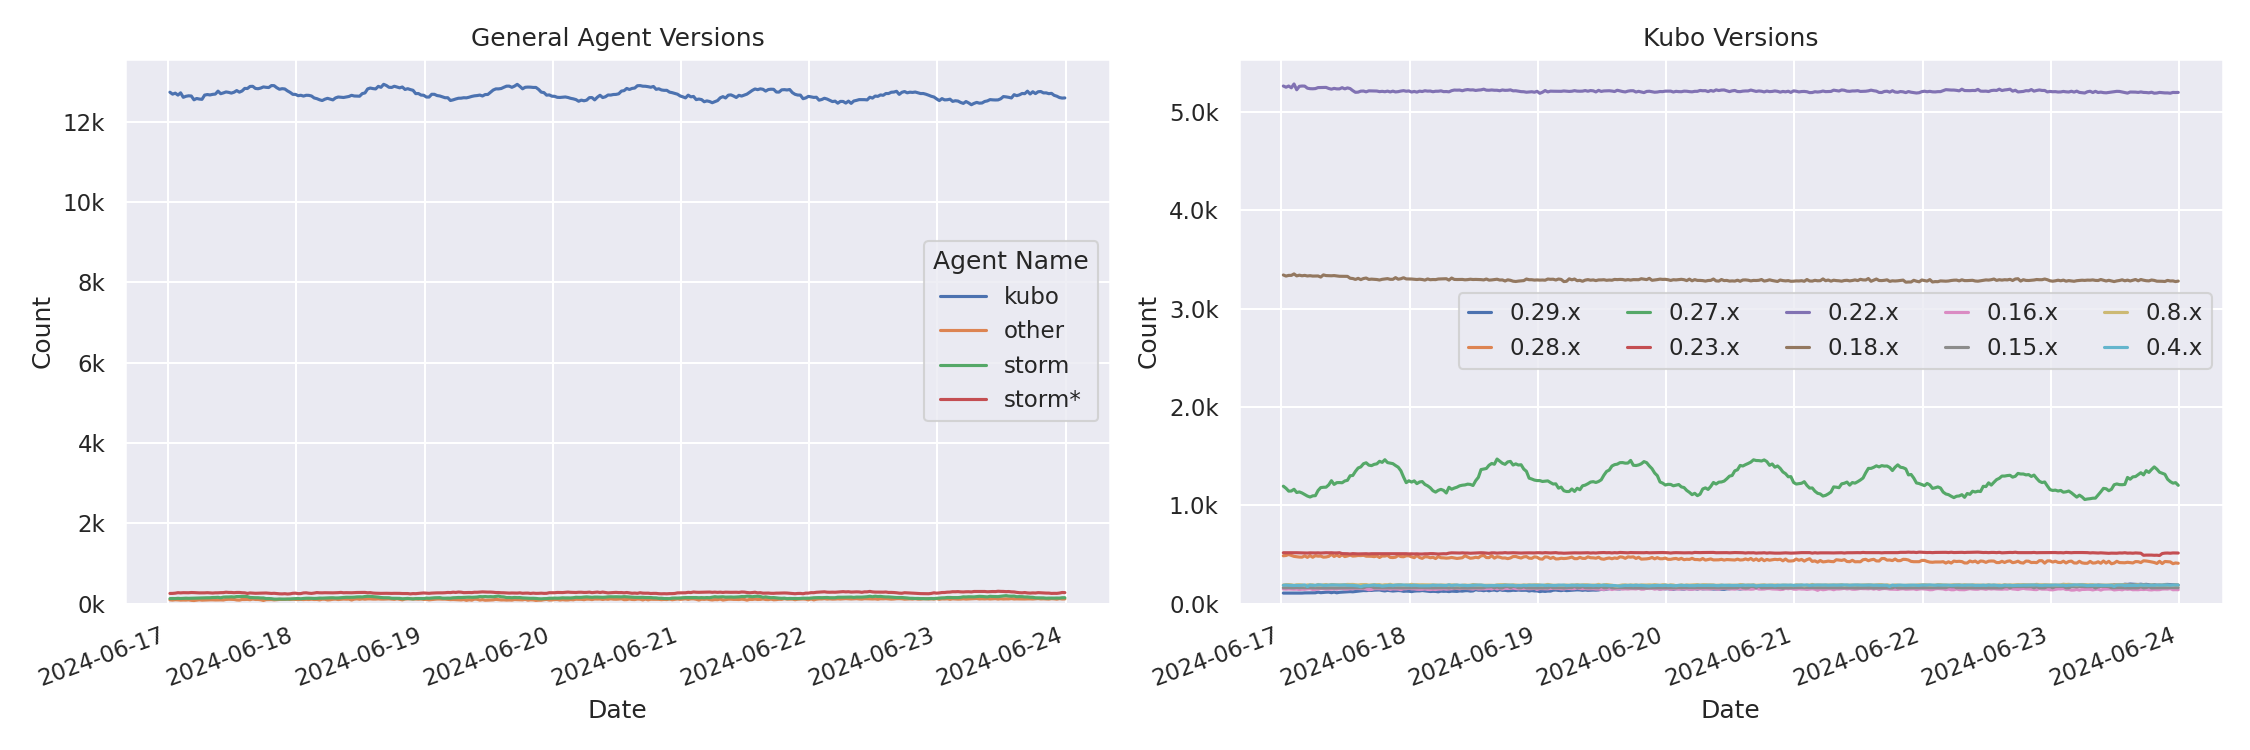 General Agent Versions
Count
12k
10k
8k
6k
4k
2k
0k
Agent Name
kubo
other
storm
storm*
2024-06-17
2024-06-18
2024-06-19
2024-06-20
2024-06-21
2024-06-22
2024-06-23
2024-06-24
Date
Kubo Versions
Count
5.0k
4.0k
3.0k
2.0k
1.0k
0.0k
0.29.x 0.27.x 0.22.x 0.16.x 0.8.x
0.28.x 0.23.x 0.18.x 0.15.x 0.4.x
2024-06-17
2024-06-18
2024-06-19
2024-06-20
2024-06-21
2024-06-22
2024-06-23
2024-06-24
Date